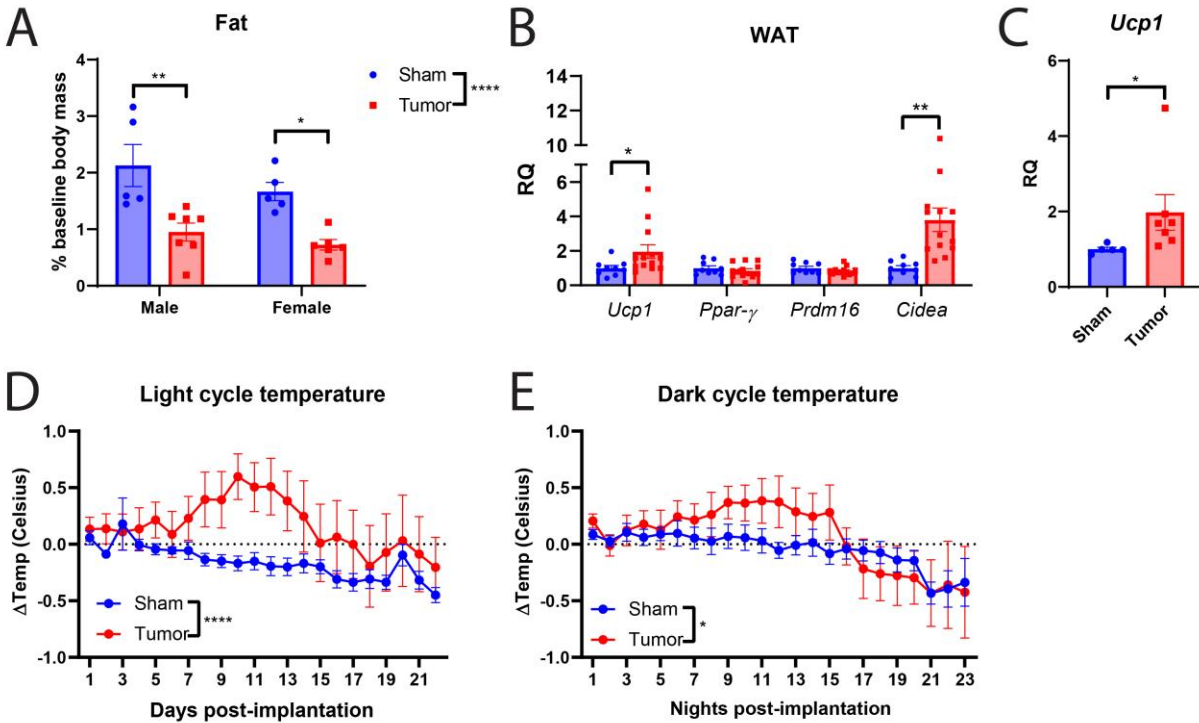 A
Fat
% baseline body mass
4
3
2
1
0
**
*
Male
Female
Sham
Tumor
****
B
WAT
RQ
14
12
10
8
6
4
2
0
*
**
Ucp1
Ppar-γ
Prdm16
Cidea
C
Ucp1
RQ
6
4
2
0
*
Sham
Tumor
D
Light cycle temperature
ΔTemp (Celsius)
1.0
0.5
0.0
-0.5
-1.0
Sham
Tumor
****
1 3 5 7 9 11 13 15 17 19 21
Days post-implantation
E
Dark cycle temperature
ΔTemp (Celsius)
1.0
0.5
0.0
-0.5
-1.0
Sham
Tumor
*
1 3 5 7 9 11 13 15 17 19 21 23
Nights post-implantation